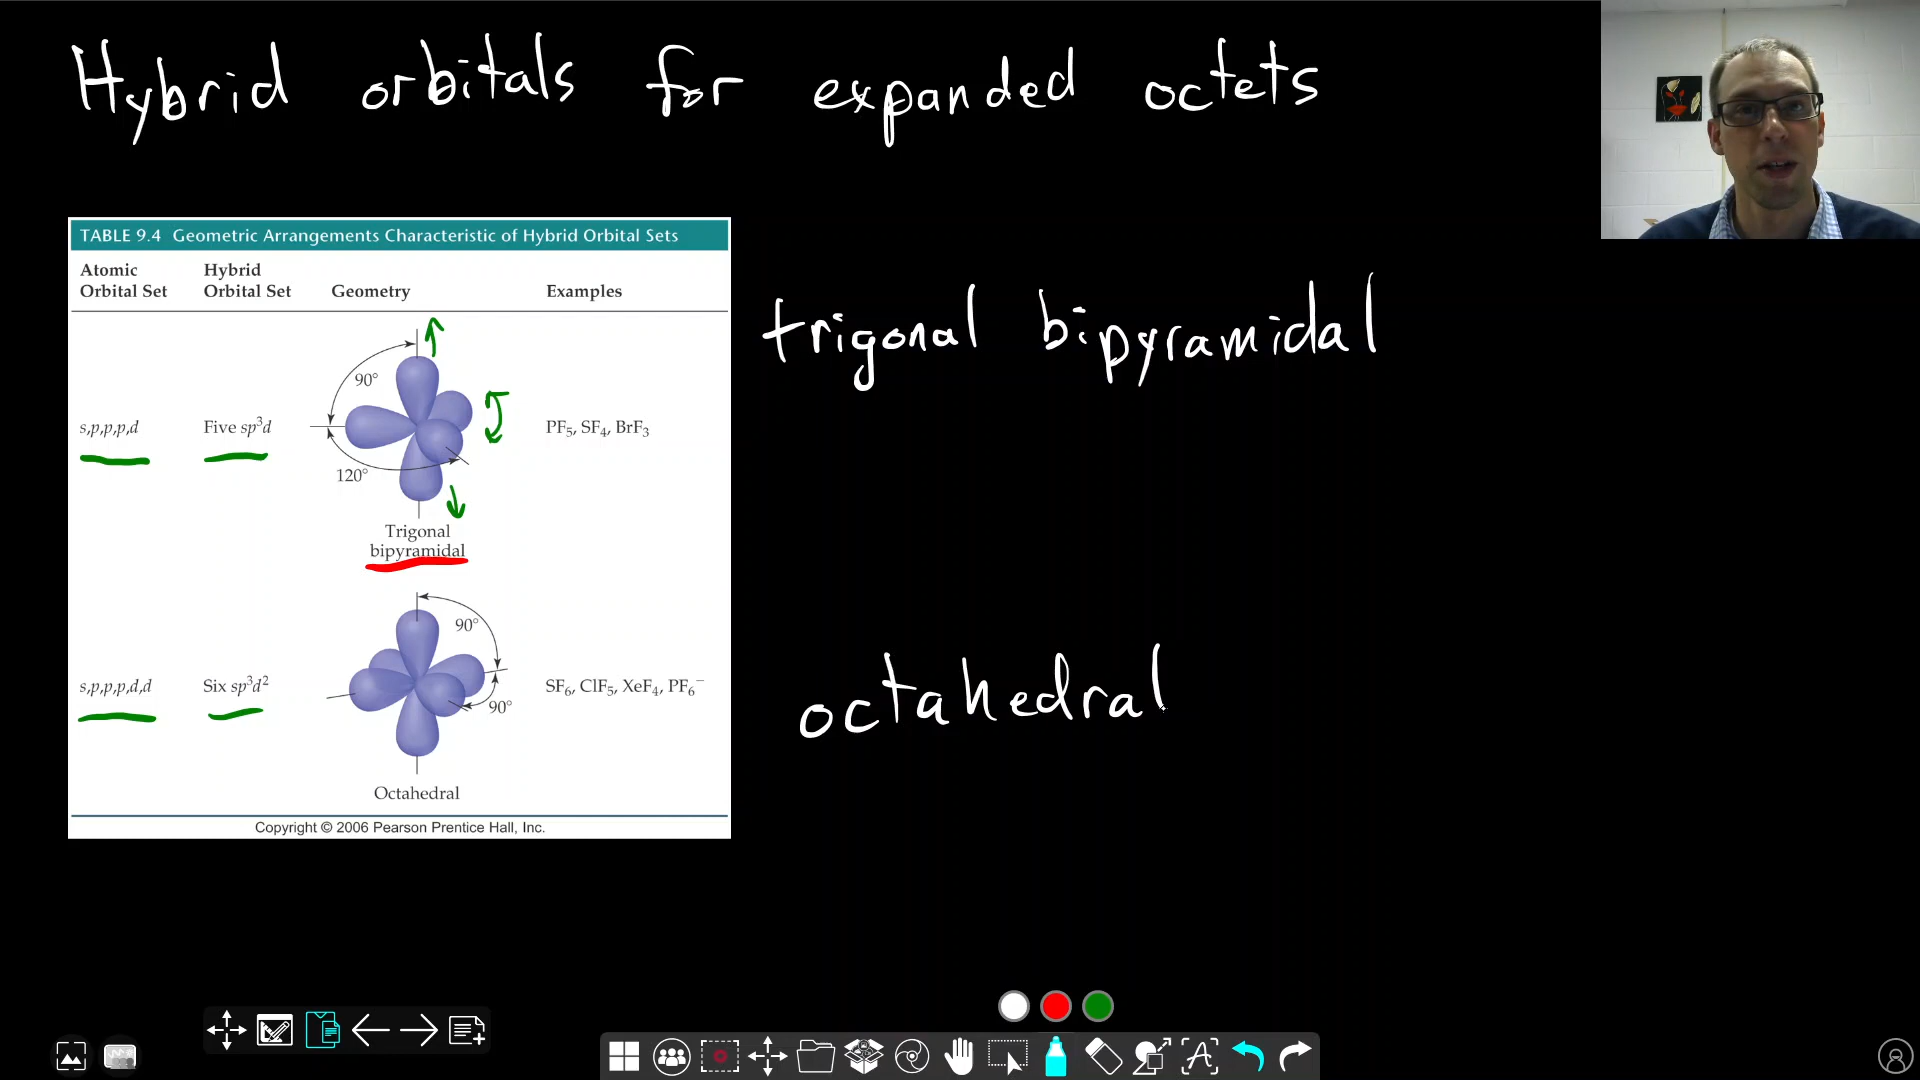 Hybrid orbitals for expanded octets
TABLE 9.4 Geometric Arrangements Characteristic of Hybrid Orbital Sets
Atomic Orbital Set
Hybrid Orbital Set
Geometry
Examples
90°
s,p,p,p,d
Five sp³d
PF₅, SF₄, BrF₃
120°
Trigonal
bipyramidal
trigonal bipyramidal
90°
s,p,p,p,d,d
Six sp³d²
SF₆, ClF₅, XeF₄, PF₆⁻
90°
Octahedral
octahedral
Copyright © 2006 Pearson Prentice Hall, Inc.